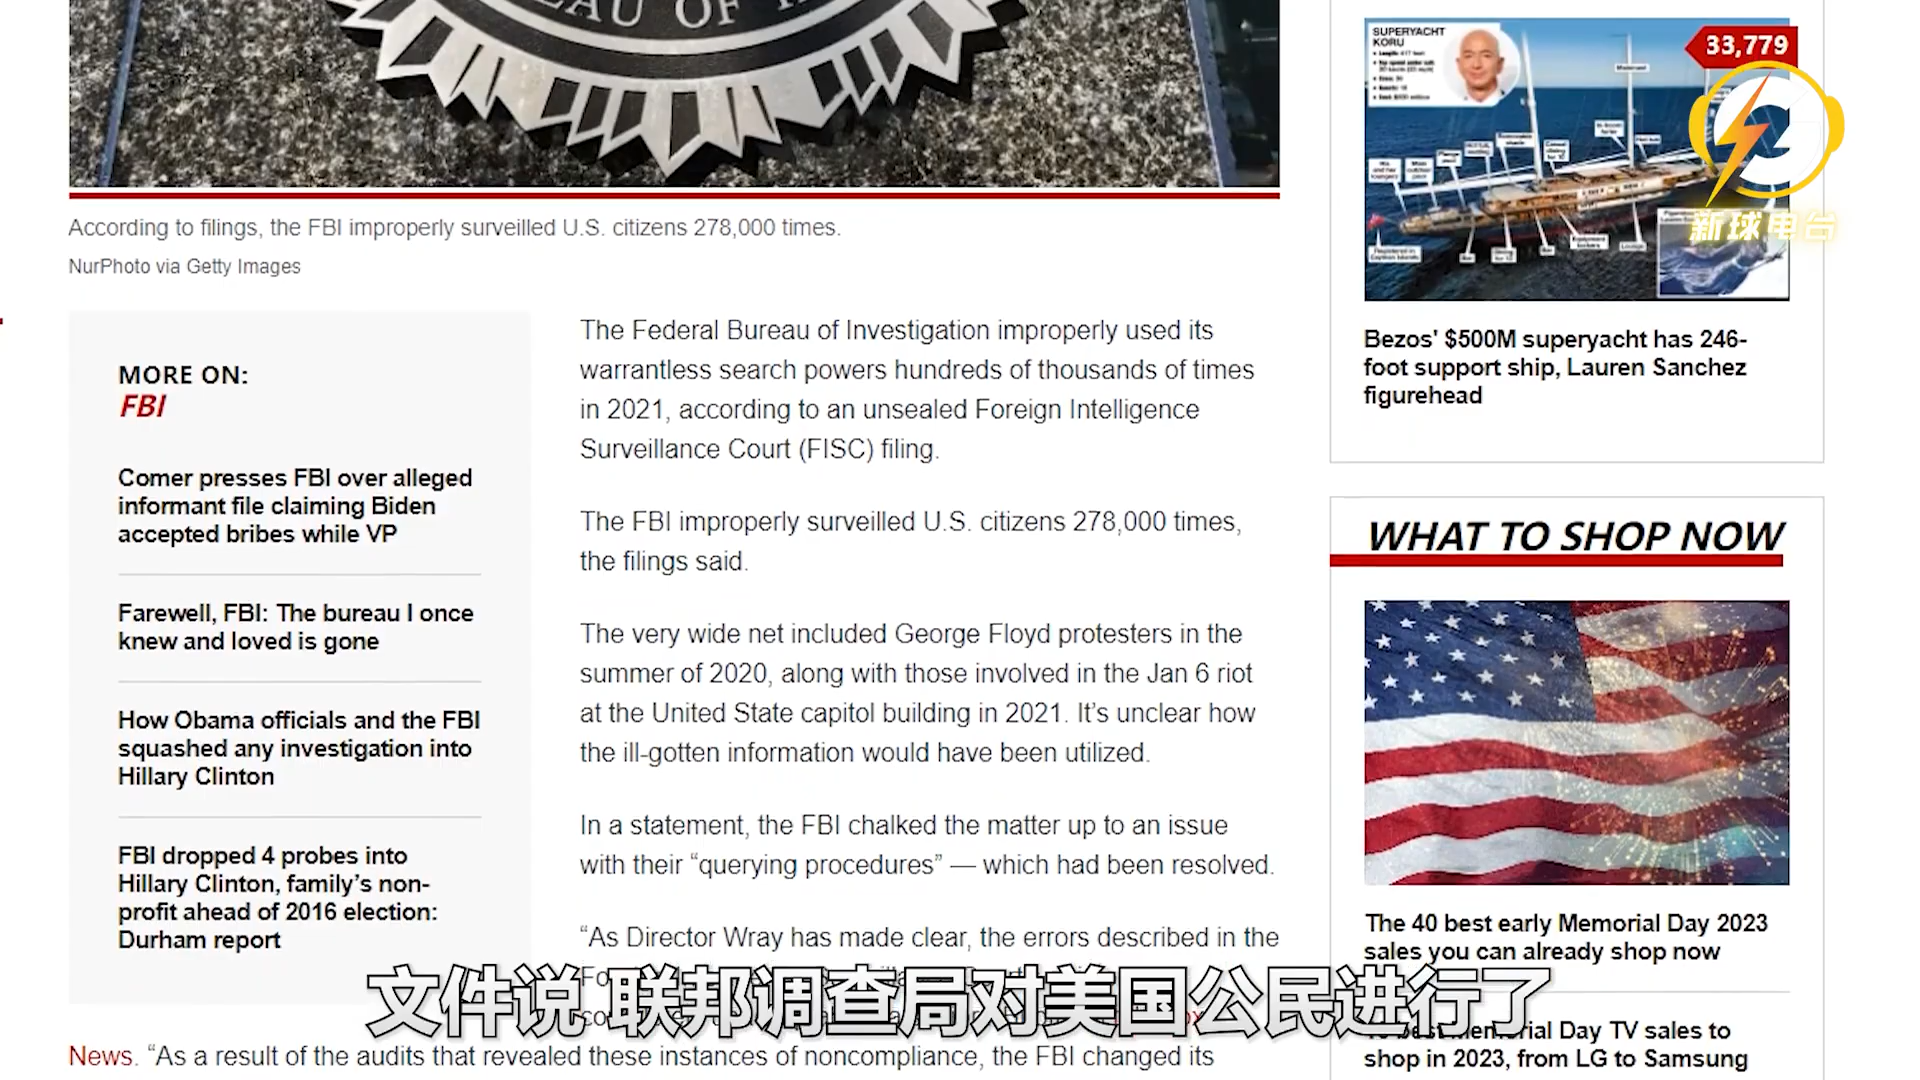 EAU OF
According to filings, the FBI improperly surveilled U.S. citizens 278,000 times.
NurPhoto via Getty Images
MORE ON:
FBI
Comer presses FBI over alleged
informant file claiming Biden
accepted bribes while VP
Farewell, FBI: The bureau I once
knew and loved is gone
How Obama officials and the FBI
squashed any investigation into
Hillary Clinton
FBI dropped 4 probes into
Hillary Clinton, family’s non-
profit ahead of 2016 election:
Durham report
The Federal Bureau of Investigation improperly used its
warrantless search powers hundreds of thousands of times
in 2021, according to an unsealed Foreign Intelligence
Surveillance Court (FISC) filing.
The FBI improperly surveilled U.S. citizens 278,000 times,
the filings said.
The very wide net included George Floyd protesters in the
summer of 2020, along with those involved in the Jan 6 riot
at the United State capitol building in 2021. It’s unclear how
the ill-gotten information would have been utilized.
In a statement, the FBI chalked the matter up to an issue
with their “querying procedures” — which had been resolved.
“As Director Wray has made clear, the errors described in the
News. “As a result of the audits that revealed these instances of noncompliance, the FBI changed its
SUPERYACHT
KORU
33,779
新球电台
Bezos' $500M superyacht has 246-
foot support ship, Lauren Sanchez
figurehead
WHAT TO SHOP NOW
The 40 best early Memorial Day 2023
sales you can already shop now
best Memorial Day TV sales to
shop in 2023, from LG to Samsung
文件说 联邦调查局对美国公民进行了